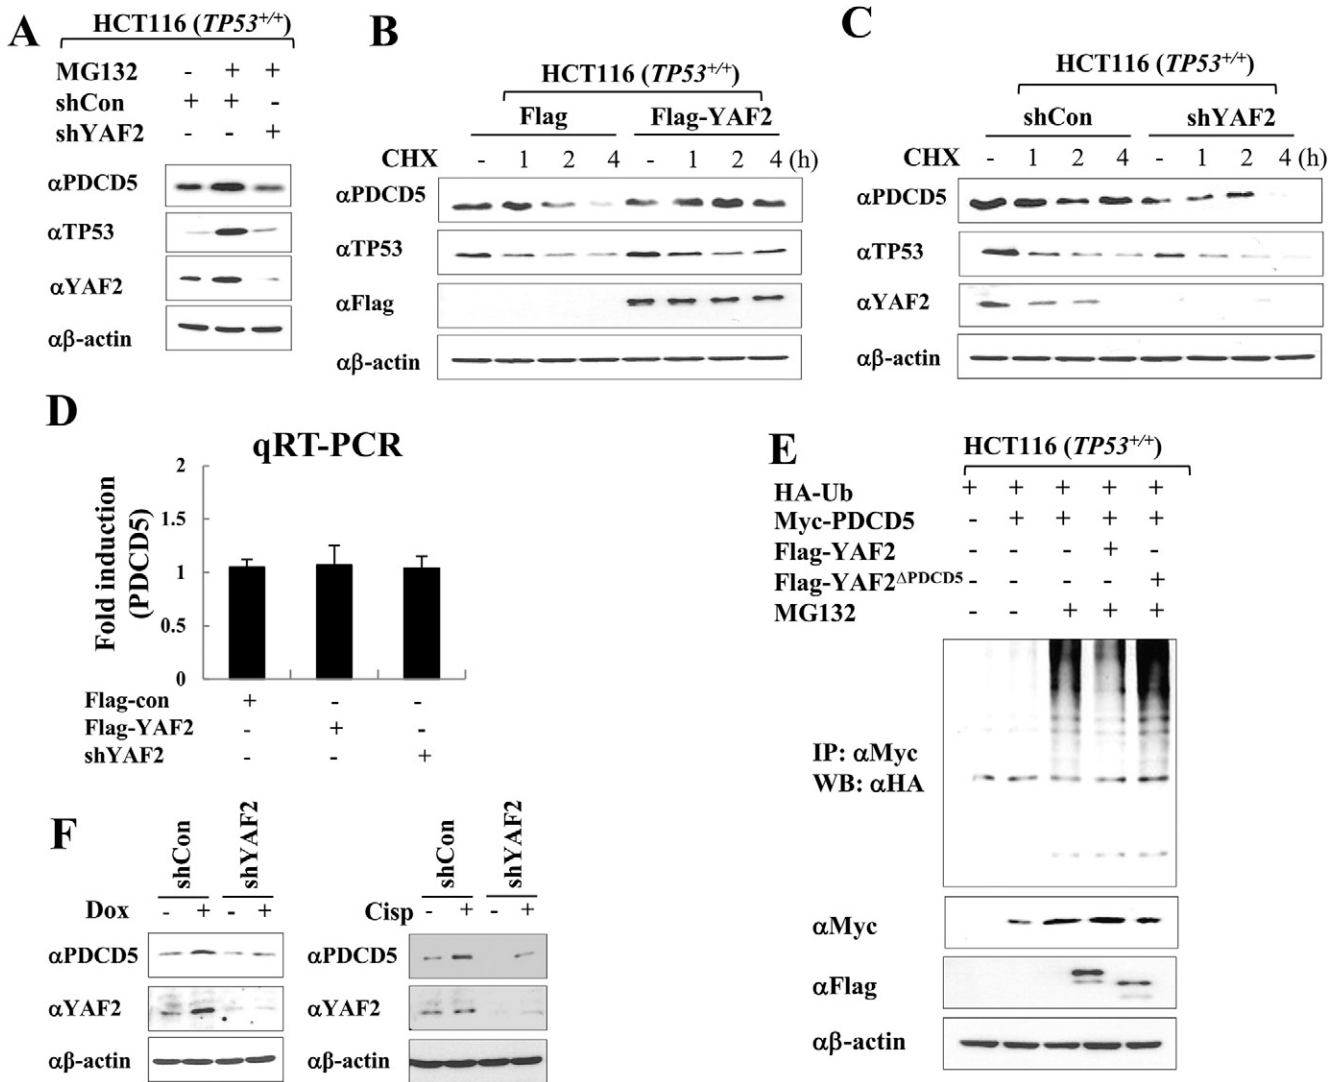 A
HCT116 (TP53+/+)
MG132 - + +
shCon + + -
shYAF2 - - +
αPDCD5
αTP53
αYAF2
αβ-actin
B
HCT116 (TP53+/+)
Flag Flag-YAF2
CHX - 1 2 4 - 1 2 4 (h)
αPDCD5
αTP53
αFlag
αβ-actin
C
HCT116 (TP53+/+)
shCon shYAF2
CHX - 1 2 4 - 1 2 4 (h)
αPDCD5
αTP53
αYAF2
αβ-actin
D
qRT-PCR
Fold induction
(PDCD5)
2
1.5
1
0.5
0
Flag-con + - -
Flag-YAF2 - + -
shYAF2 - - +
E
HCT116 (TP53+/+)
HA-Ub + + + + +
Myc-PDCD5 - + + + +
Flag-YAF2 - - - + -
Flag-YAF2ΔPDCD5 - - - - +
MG132 - - + + +
IP: αMyc
WB: αHA
αMyc
αFlag
αβ-actin
F
shCon shYAF2
Dox - + - +
αPDCD5
αYAF2
αβ-actin
shCon shYAF2
Cisp - + - +
αPDCD5
αYAF2
αβ-actin